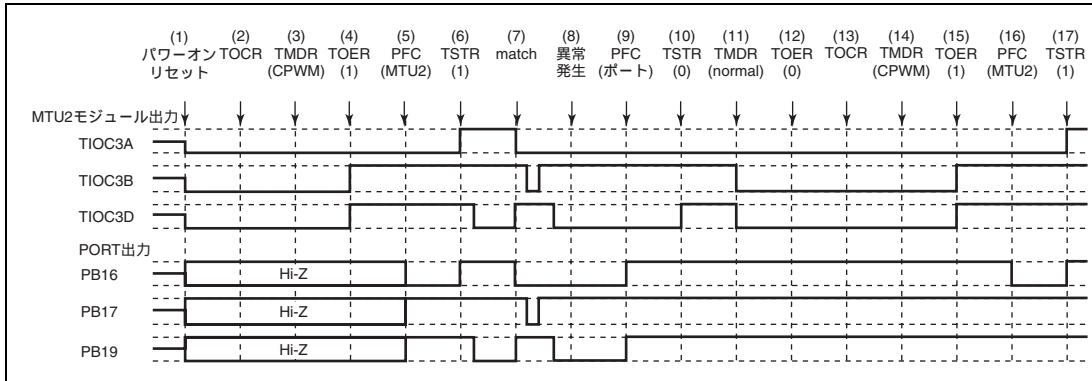 (1) (2) (3) (4) (5) (6) (7) (8) (9) (10) (11) (12) (13) (14) (15) (16) (17)
パワーオン TOCR TMDR TOER PFC TSTR match 異常 PFC TSTR TMDR TOER TOCR TMDR TOER PFC TSTR
リセット (CPWM) (1) (MTU2) (1) 発生 (ポート) (0) (normal) (0) (CPWM) (1) (MTU2) (1)
MTU2モジュール出力
TIOC3A
TIOC3B
TIOC3D
PORT出力
PB16 Hi-Z
PB17 Hi-Z
PB19 Hi-Z